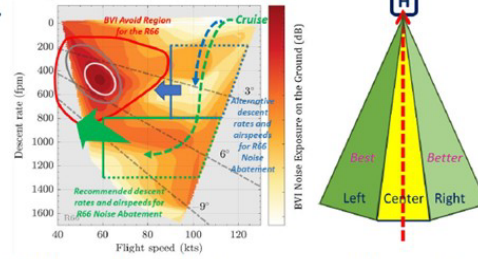 BVI Avoid Region
for the R66
Cruise
0
200
400
600
800
1000
1200
1400
1600
Descent rate (fpm)
3°
6°
9°
Alternative
descent
rates and
airspeeds
for R66
Noise
Abatement
Recommended descent
rates and airspeeds for
R66 Noise Abatement
R66
40
60
80
100
120
Flight speed (kts)
BVI Noise Exposure on the Ground (dB)
H
Best
Better
Left
Center
Right